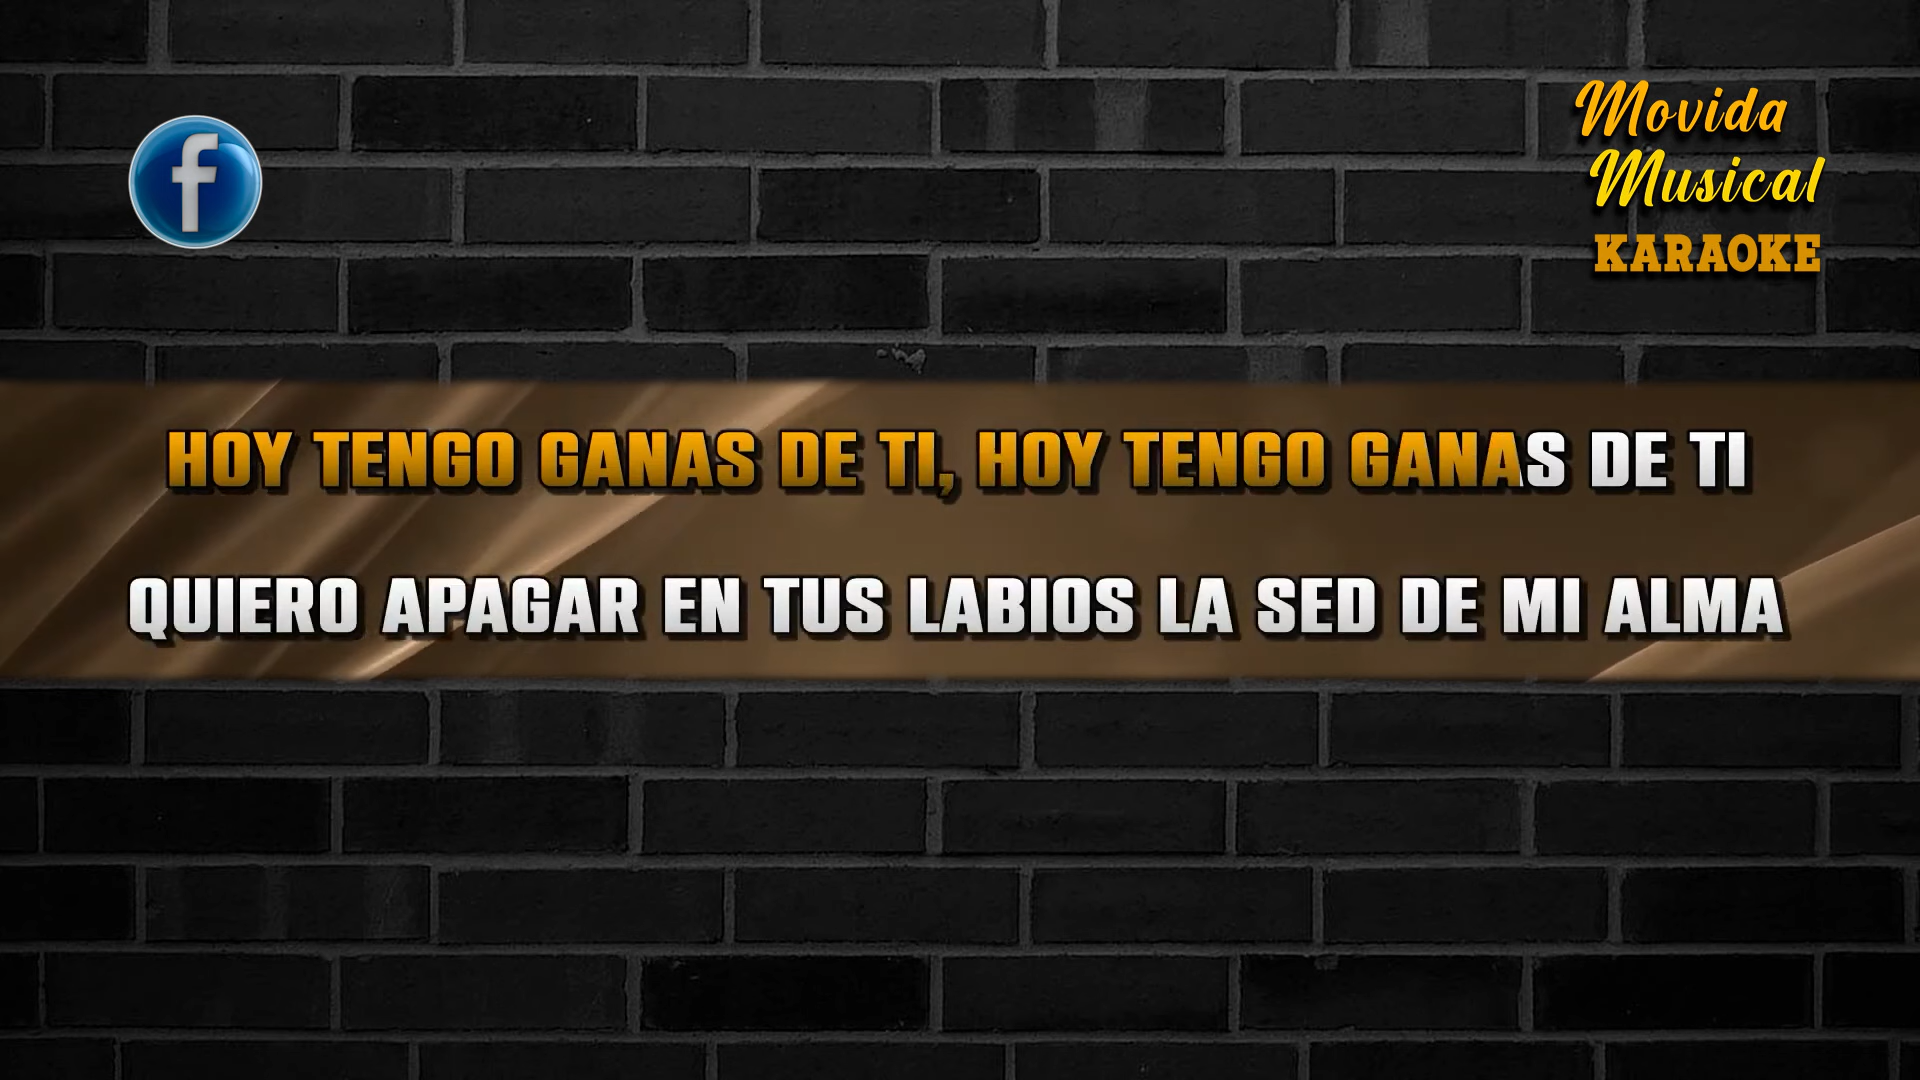 f
Movida
Musical
KARAOKE
HOY TENGO GANAS DE TI, HOY TENGO GANAS DE TI
QUIERO APAGAR EN TUS LABIOS LA SED DE MI ALMA